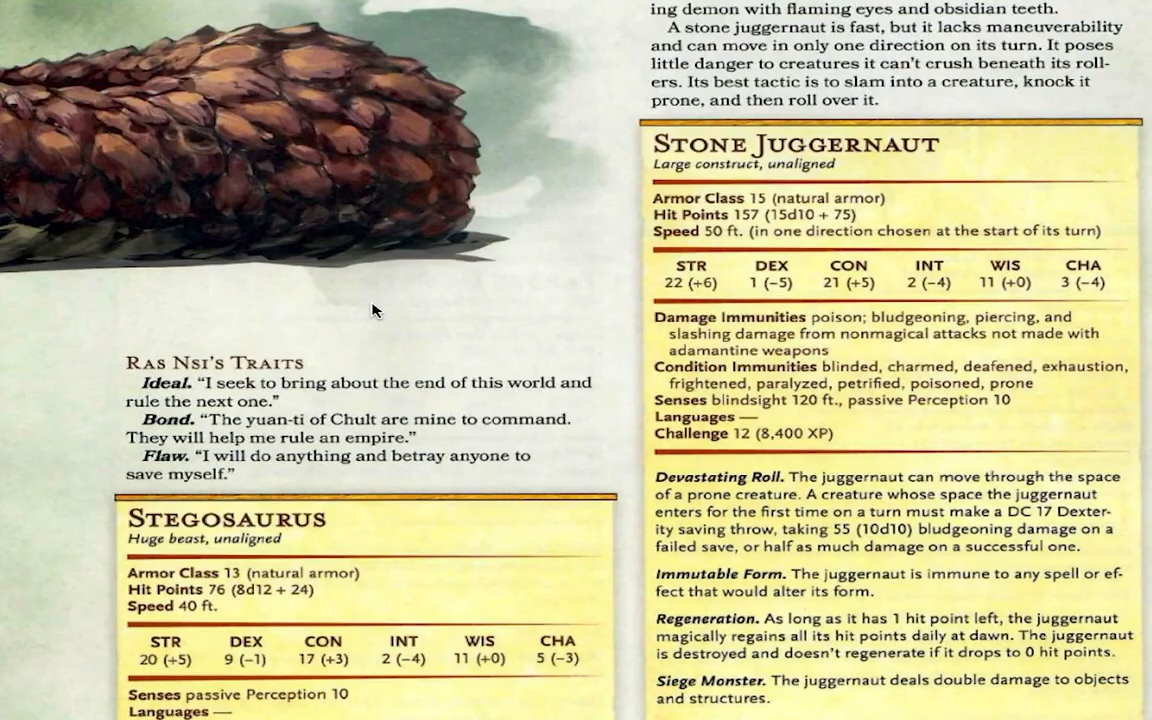 Ras Nsi's Traits
Ideal. “I seek to bring about the end of this world and
rule the next one.”
Bond. “The yuan-ti of Chult are mine to command.
They will help me rule an empire.”
Flaw. “I will do anything and betray anyone to
save myself.”
Stegosaurus
Huge beast, unaligned
Armor Class 13 (natural armor)
Hit Points 76 (8d12 + 24)
Speed 40 ft.
STR DEX CON INT WIS CHA
20 (+5) 9 (−1) 17 (+3) 2 (−4) 11 (+0) 5 (−3)
Senses passive Perception 10
Languages —
ing demon with flaming eyes and obsidian teeth.
A stone juggernaut is fast, but it lacks maneuverability
and can move in only one direction on its turn. It poses
little danger to creatures it can't crush beneath its roll-
ers. Its best tactic is to slam into a creature, knock it
prone, and then roll over it.
Stone Juggernaut
Large construct, unaligned
Armor Class 15 (natural armor)
Hit Points 157 (15d10 + 75)
Speed 50 ft. (in one direction chosen at the start of its turn)
STR DEX CON INT WIS CHA
22 (+6) 1 (−5) 21 (+5) 2 (−4) 11 (+0) 3 (−4)
Damage Immunities poison; bludgeoning, piercing, and
slashing damage from nonmagical attacks not made with
adamantine weapons
Condition Immunities blinded, charmed, deafened, exhaustion,
frightened, paralyzed, petrified, poisoned, prone
Senses blindsight 120 ft., passive Perception 10
Languages —
Challenge 12 (8,400 XP)
Devastating Roll. The juggernaut can move through the space
of a prone creature. A creature whose space the juggernaut
enters for the first time on a turn must make a DC 17 Dexter-
ity saving throw, taking 55 (10d10) bludgeoning damage on a
failed save, or half as much damage on a successful one.
Immutable Form. The juggernaut is immune to any spell or ef-
fect that would alter its form.
Regeneration. As long as it has 1 hit point left, the juggernaut
magically regains all its hit points daily at dawn. The juggernaut
is destroyed and doesn't regenerate if it drops to 0 hit points.
Siege Monster. The juggernaut deals double damage to objects
and structures.